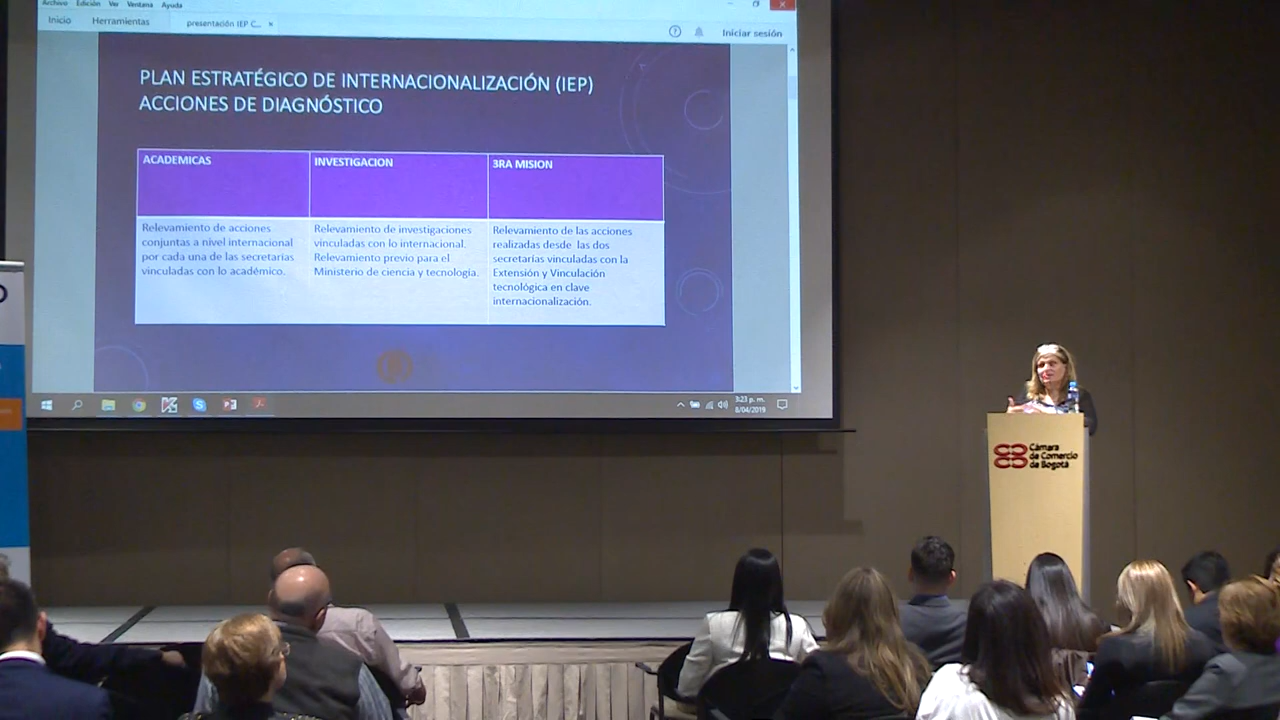 Archivo Edición Ver Ventana Ayuda
Inicio Herramientas presentación IEP C... × Iniciar sesión
PLAN ESTRATÉGICO DE INTERNACIONALIZACIÓN (IEP)
ACCIONES DE DIAGNÓSTICO
ACADEMICAS
Relevamiento de acciones
conjuntas a nivel internacional
por cada una de las secretarias
vinculadas con lo académico.
INVESTIGACION
Relevamiento de investigaciones
vinculadas con lo internacional.
Relevamiento previo para el
Ministerio de ciencia y tecnología.
3RA MISION
Relevamiento de las acciones
realizadas desde las dos
secretarías vinculadas con la
Extensión y Vinculación
tecnológica en clave
internacionalización.
3:23 p. m.
8/04/2019
Cámara
de Comercio
de Bogotá